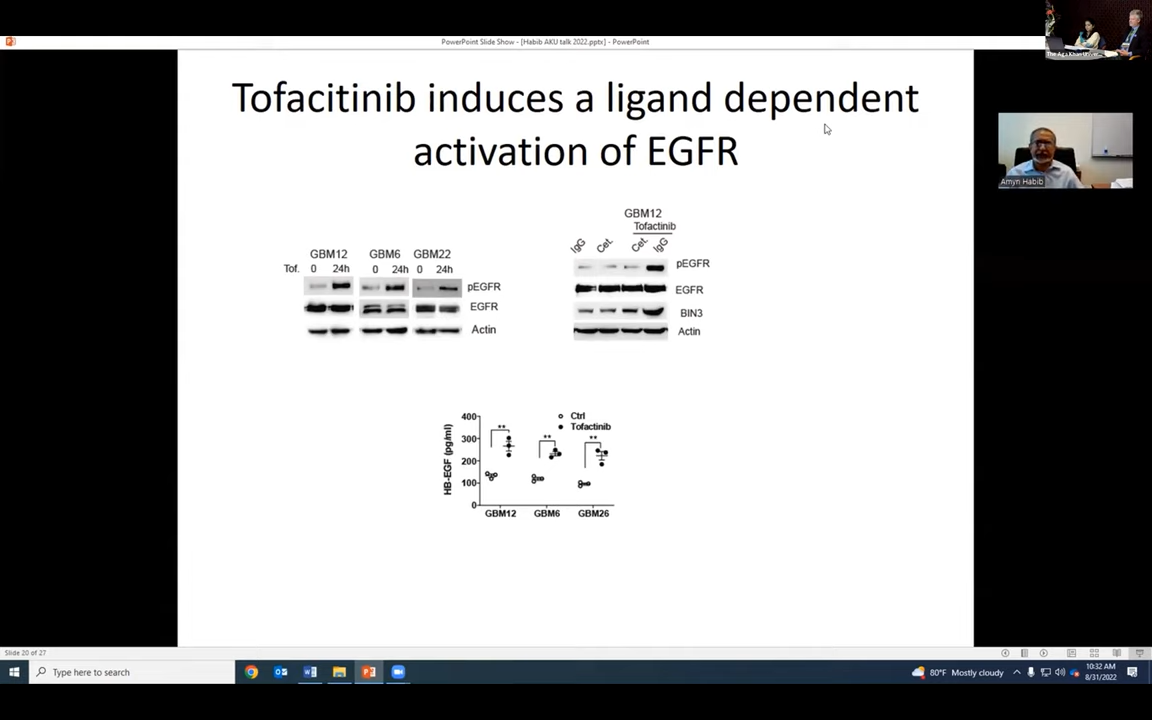 PowerPoint Slide Show - [Habib AKU talk 2022.pptx] - PowerPoint
Tofacitinib induces a ligand dependent
activation of EGFR
GBM12 GBM6 GBM22
Tof. 0 24h 0 24h 0 24h
pEGFR
EGFR
Actin
GBM12
Tofactinib
IgG Cet. Cet. IgG
pEGFR
EGFR
BIN3
Actin
Ctrl
Tofactinib
HB-EGF (pg/ml)
400
300
200
100
0
** ** **
GBM12 GBM6 GBM26
Amyn Habib
Slide 20 of 27
Type here to search
80°F Mostly cloudy
10:32 AM
8/31/2022